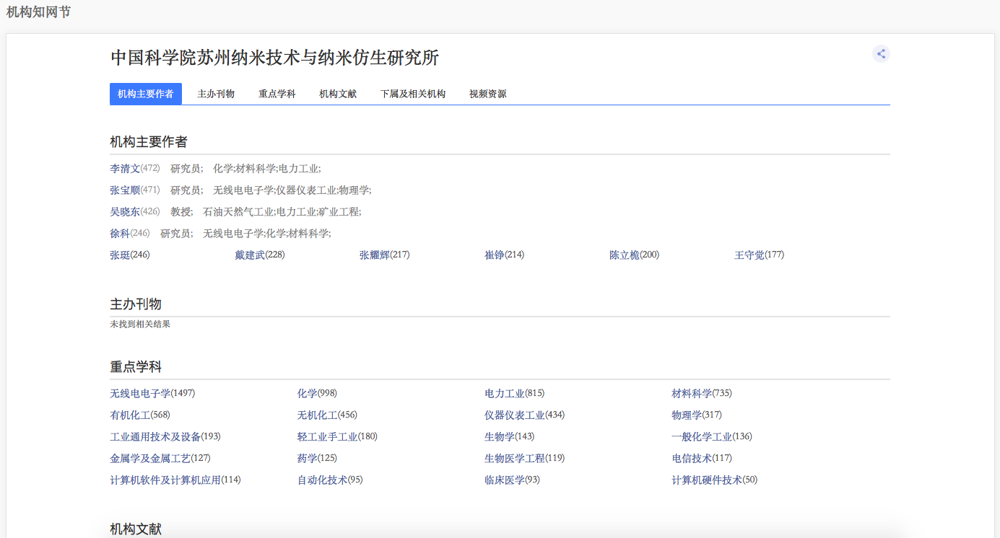 机构知网节
中国科学院苏州纳米技术与纳米仿生研究所
机构主要作者 主办刊物 重点学科 机构文献 下属及相关机构 视频资源
机构主要作者
李清文(472) 研究员; 化学;材料科学;电力工业;
张宝顺(471) 研究员; 无线电电子学;仪器仪表工业;物理学;
吴晓东(426) 教授; 石油天然气工业;电力工业;矿业工程;
徐科(246) 研究员; 无线电电子学;化学;材料科学;
张珽(246) 戴建武(228) 张耀辉(217) 崔铮(214) 陈立桅(200) 王守觉(177)
主办刊物
未找到相关结果
重点学科
无线电电子学(1497) 化学(998) 电力工业(815) 材料科学(735)
有机化工(568) 无机化工(456) 仪器仪表工业(434) 物理学(317)
工业通用技术及设备(193) 轻工业手工业(180) 生物学(143) 一般化学工业(136)
金属学及金属工艺(127) 药学(125) 生物医学工程(119) 电信技术(117)
计算机软件及计算机应用(114) 自动化技术(95) 临床医学(93) 计算机硬件技术(50)
机构文献